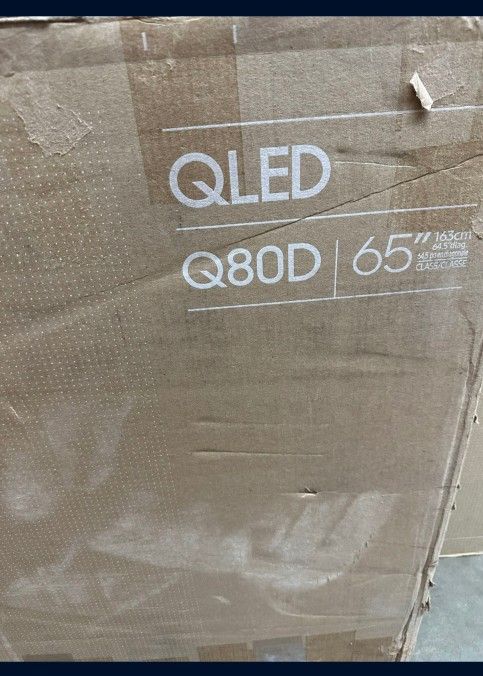 QLED
Q80D
65”
163cm
64.5"diag.
CLASS/CLASSE